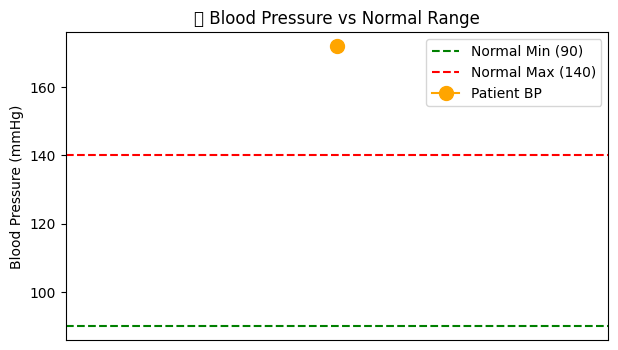 Blood Pressure vs Normal Range
Normal Min (90)
Normal Max (140)
Patient BP
Blood Pressure (mmHg)
160
140
120
100